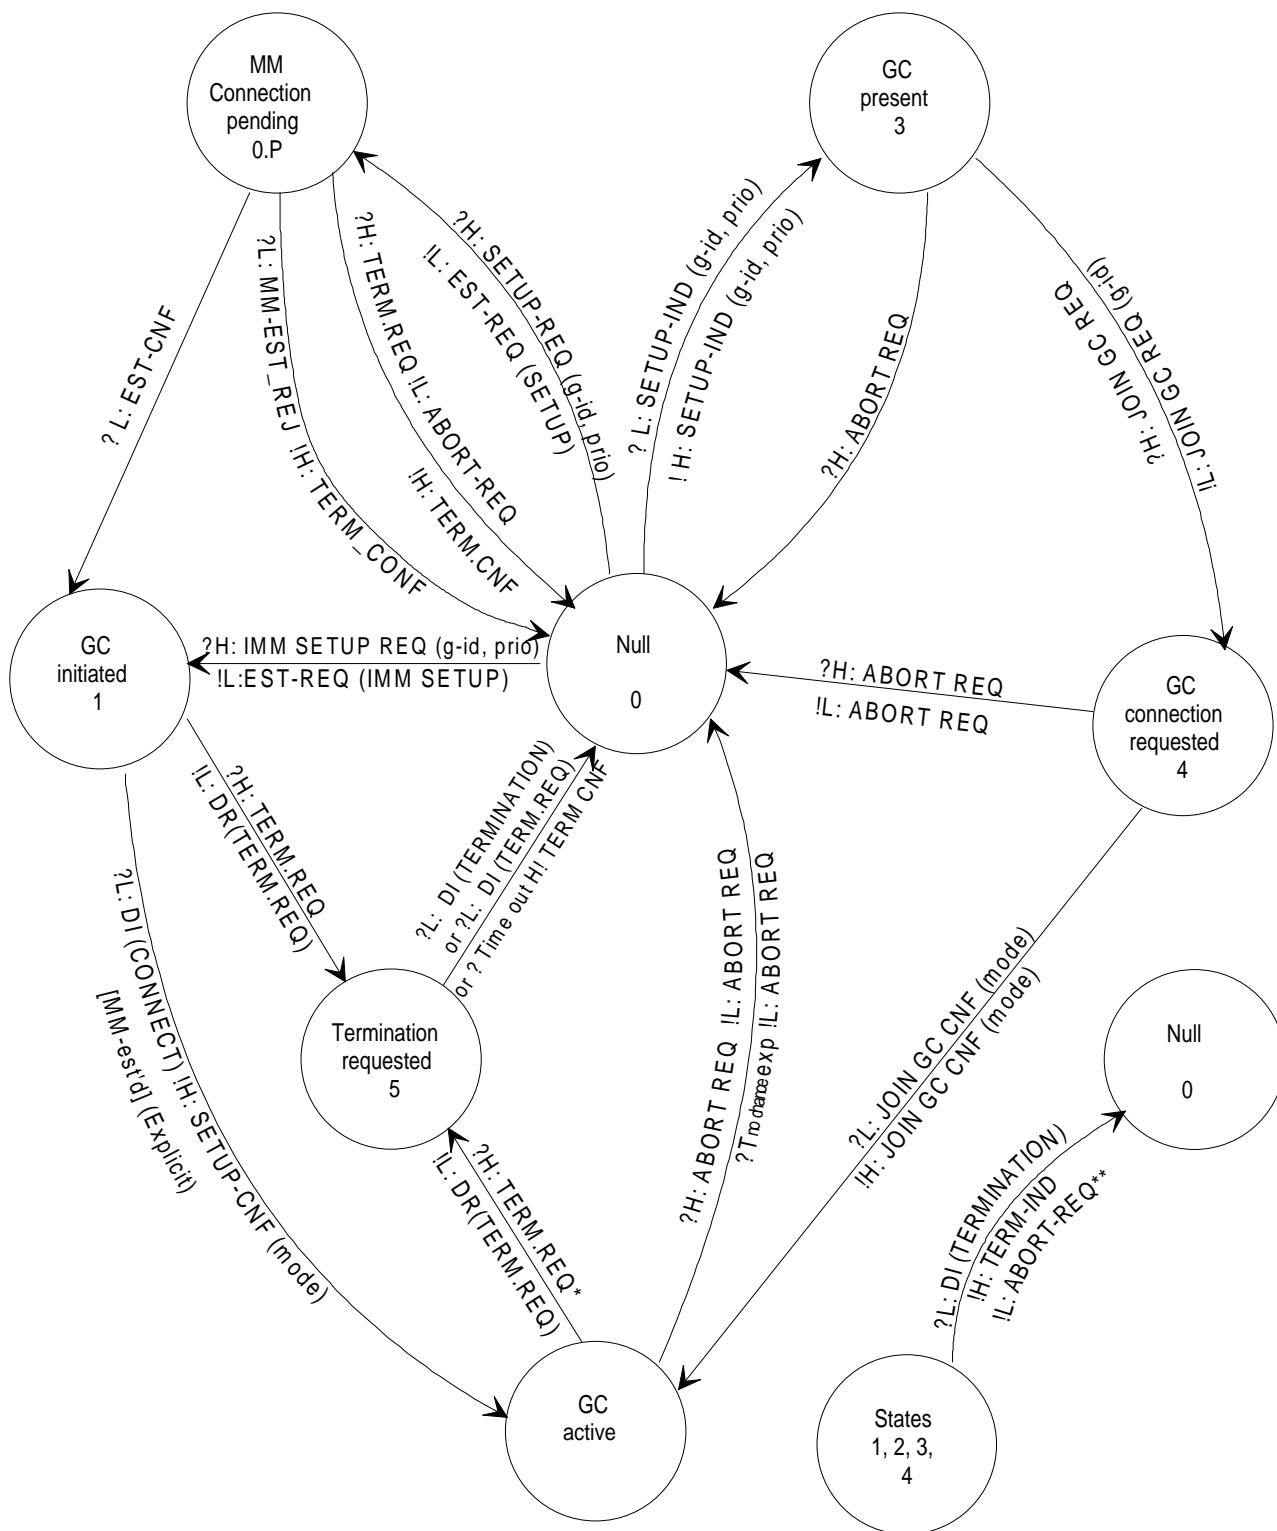 MM
Connection
pending
0.P
GC
present
3
?H: SETUP-REQ (g-id, prio)
!L: EST-REQ (SETUP)
?H: TERM.REQ !L: ABORT-REQ
!H: TERM.CNF
?L: MM-EST_REJ !H: TERM_CONF
? L: EST-CNF
? L: SETUP-IND (g-id, prio)
! H: SETUP-IND (g-id, prio)
?H: ABORT REQ
!L: JOIN GC REQ (g-id)
?H: JOIN GC REQ
GC
initiated
1
?H: IMM SETUP REQ (g-id, prio)
!L:EST-REQ (IMM SETUP)
Null
0
?H: ABORT REQ
!L: ABORT REQ
GC
connection
requested
4
?H: TERM.REQ
!L: DR(TERM.REQ)
?L: DI (TERMINATION)
or ?L: DI (TERM.REQ)
or ? Time out H! TERM CNF
?L: DI (CONNECT) !H: SETUP-CNF (mode)
[MM-est'd] (Explicit)
Termination
requested
5
?H: ABORT REQ !L: ABORT REQ
?Tno chance exp !L: ABORT REQ
?L: JOIN GC CNF (mode)
!H: JOIN GC CNF (mode)
Null
0
?H: TERM.REQ*
!L: DR(TERM.REQ)
?L: DI (TERMINATION)
!H: TERM-IND
!L: ABORT-REQ**
GC
active
States
1, 2, 3,
4